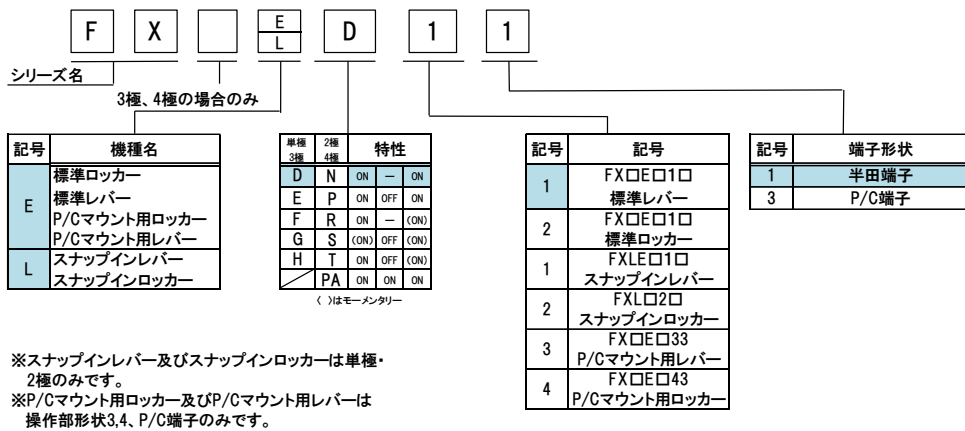 F X E L D 1 1
シリーズ名
3極、4極の場合のみ
記号 機種名
E 標準ロッカー
標準レバー
P/Cマウント用ロッカー
P/Cマウント用レバー
L スナップインレバー
スナップインロッカー
単極 3極 2極 4極 特性
D N ON － ON
E P ON OFF ON
F R ON － (ON)
G S (ON) OFF (ON)
H T ON OFF (ON)
PA ON ON ON
( )はモーメンタリー
記号 記号
1 FX□E□1□
標準レバー
2 FX□E□1□
標準ロッカー
1 FXLE□1□
スナップインレバー
2 FXL□2□
スナップインロッカー
3 FX□E□33
P/Cマウント用レバー
4 FX□E□43
P/Cマウント用ロッカー
記号 端子形状
1 半田端子
3 P/C端子
※スナップインレバー及びスナップインロッカーは単極・
2極のみです。
※P/Cマウント用ロッカー及びP/Cマウント用レバーは
操作部形状3,4、P/C端子のみです。